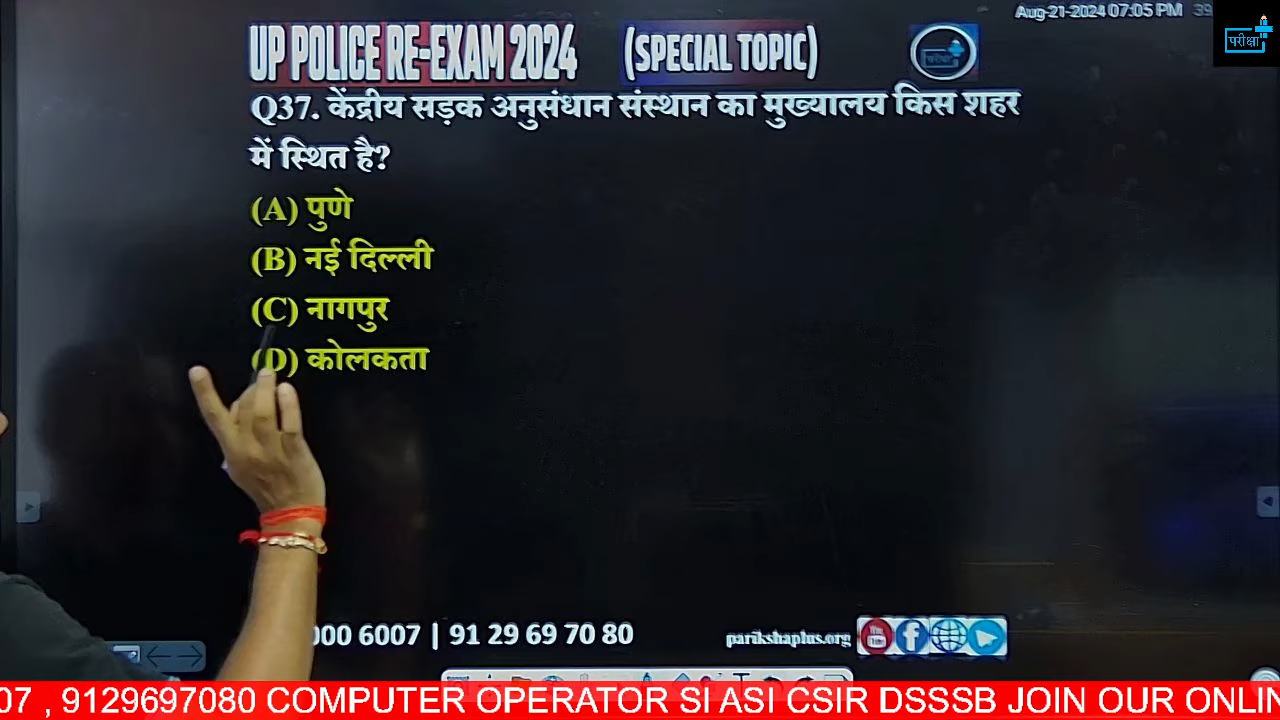 Aug-21-2024 07:05 PM 39
परीक्षा
UP POLICE RE-EXAM 2024 (SPECIAL TOPIC)
Q37. केंद्रीय सड़क अनुसंधान संस्थान का मुख्यालय किस शहर
में स्थित है?
(A) पुणे
(B) नई दिल्ली
(C) नागपुर
(D) कोलकता
000 6007 | 91 29 69 70 80
parikshaplus.org
07 , 9129697080 COMPUTER OPERATOR SI ASI CSIR DSSSB JOIN OUR ONLIN